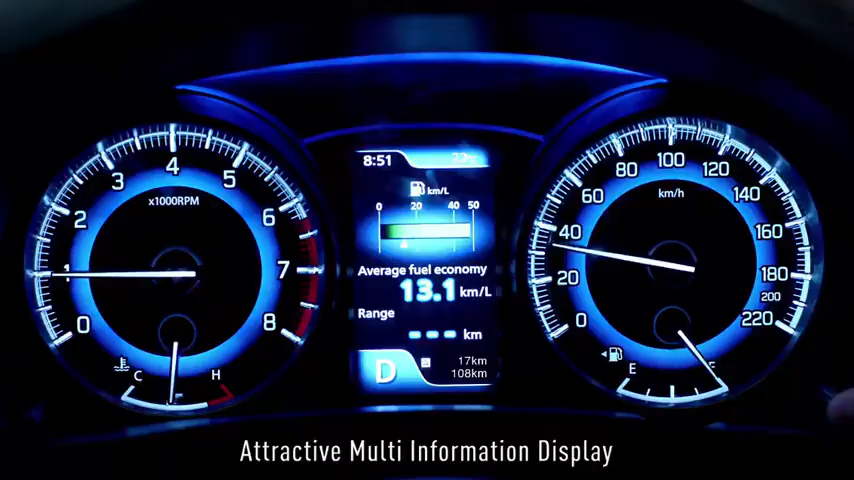 8:51
km/L
0 20 40 50
Average fuel economy
13.1 km/L
Range
--- km
D
17km
108km
0 1 2 3 4 5 6 7 8
x1000RPM
C H
0 20 40 60 80 100 120 140 160 180 200 220
km/h
E F
Attractive Multi Information Display